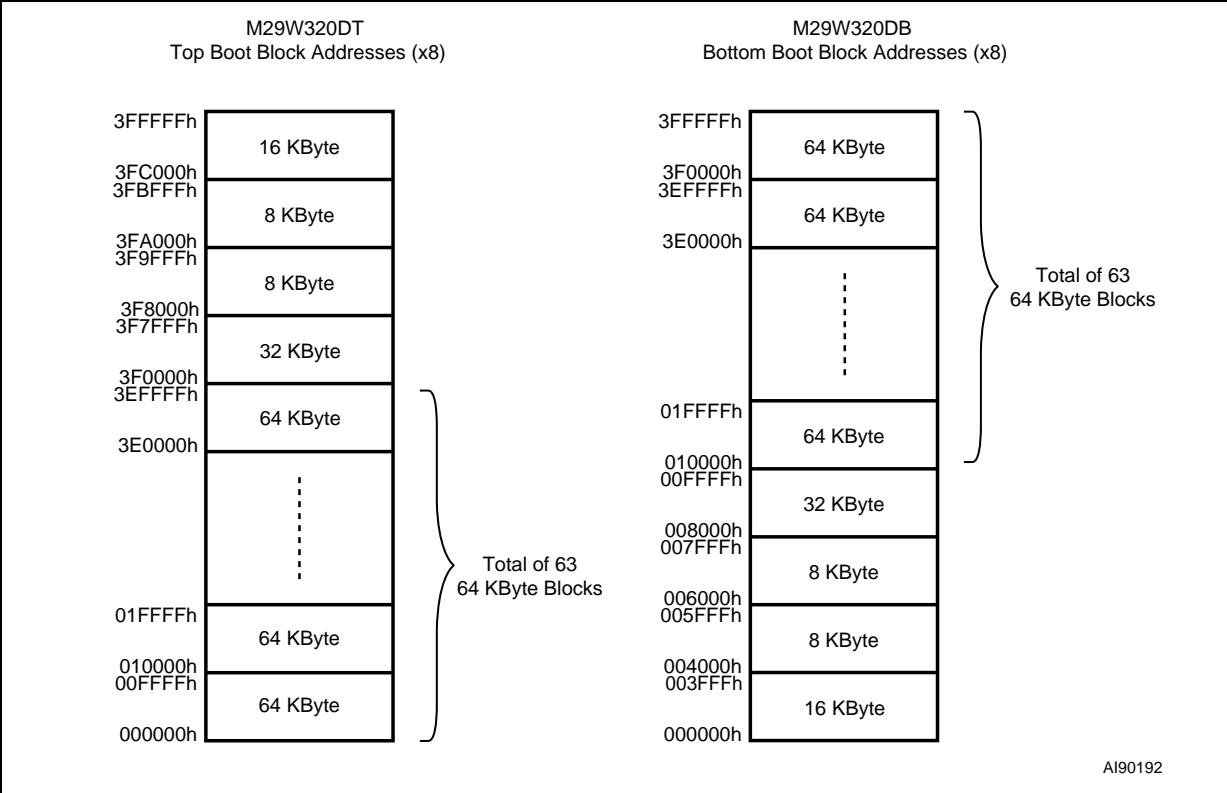 M29W320DT
Top Boot Block Addresses (x8)
3FFFFFh
16 KByte
3FC000h
3FBFFFh
8 KByte
3FA000h
3F9FFFh
8 KByte
3F8000h
3F7FFFh
32 KByte
3F0000h
3EFFFFh
64 KByte
3E0000h
Total of 63
64 KByte Blocks
01FFFFh
64 KByte
010000h
00FFFFh
64 KByte
000000h
M29W320DB
Bottom Boot Block Addresses (x8)
3FFFFFh
64 KByte
3F0000h
3EFFFFh
64 KByte
3E0000h
Total of 63
64 KByte Blocks
01FFFFh
64 KByte
010000h
00FFFFh
32 KByte
008000h
007FFFh
8 KByte
006000h
005FFFh
8 KByte
004000h
003FFFh
16 KByte
000000h
AI90192